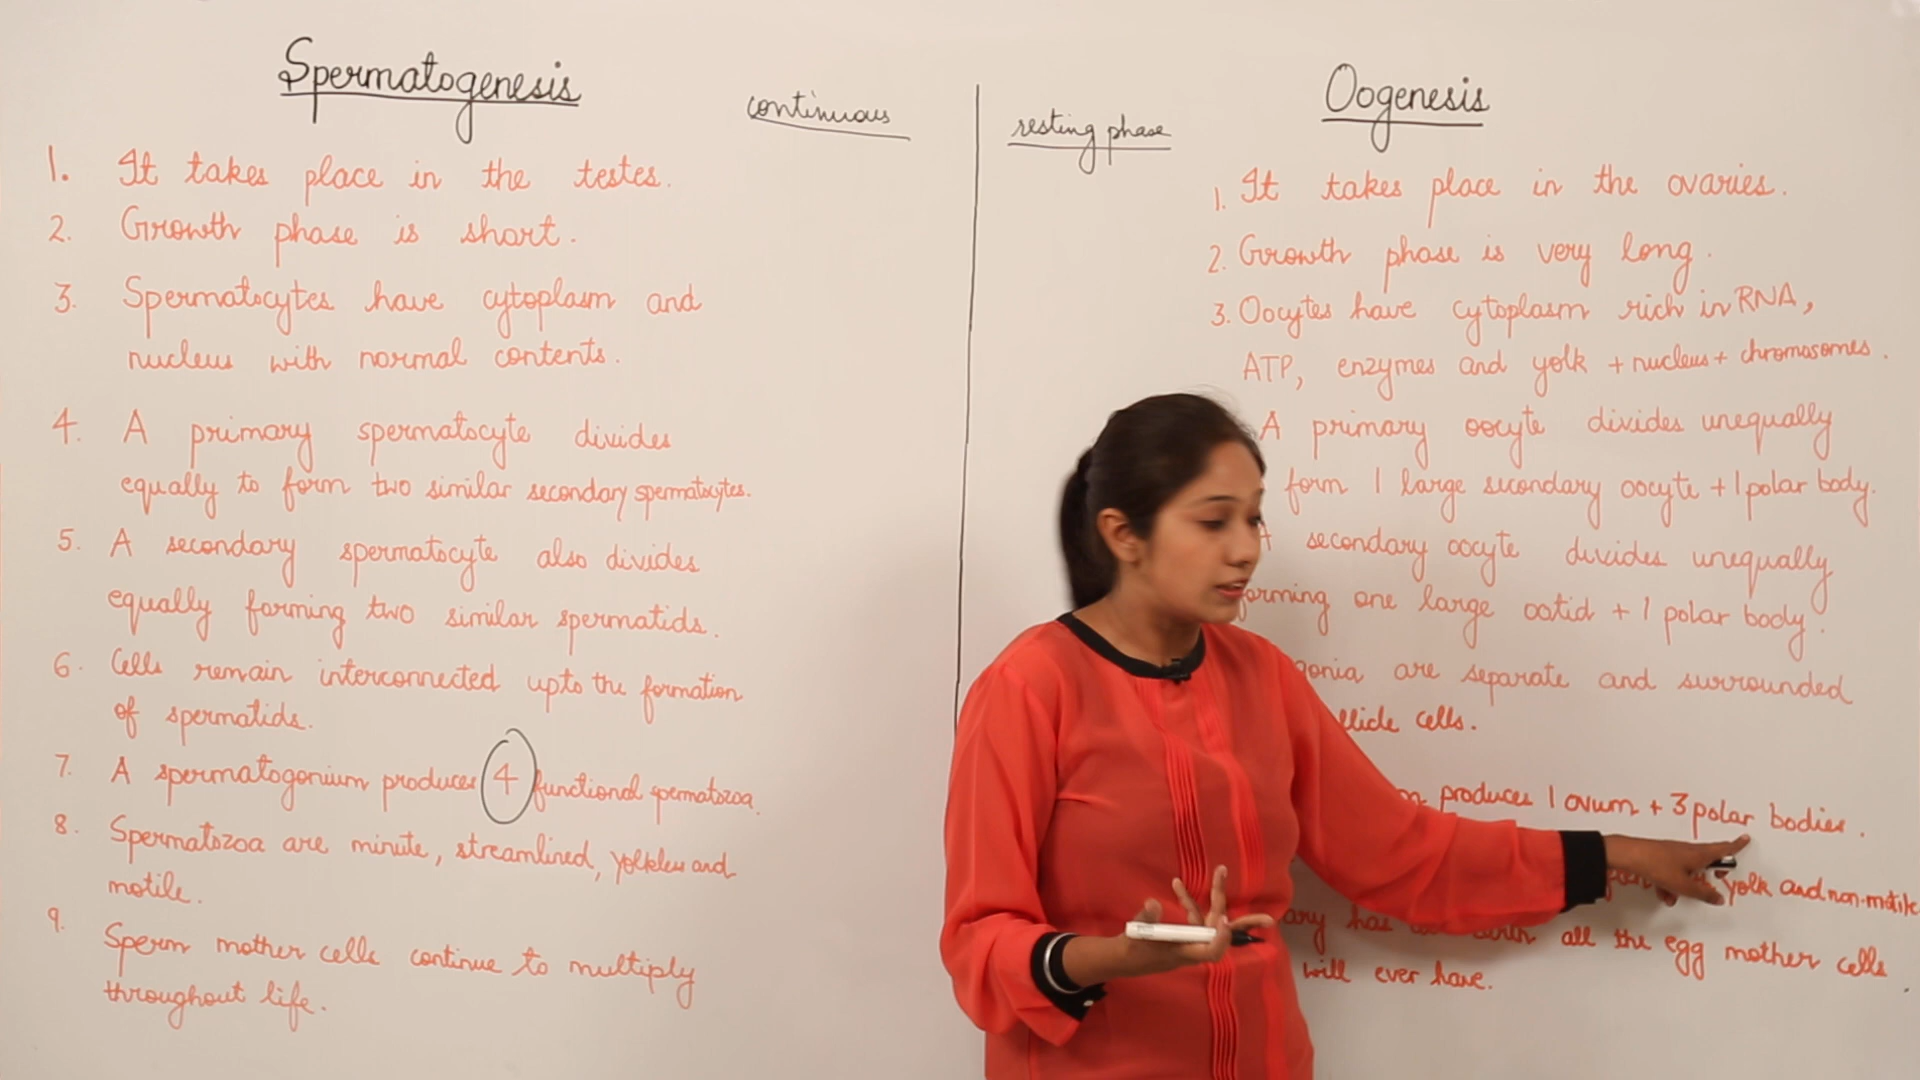 Spermatogenesis
continuous
1. It takes place in the testes.
2. Growth phase is short.
3. Spermatocytes have cytoplasm and
nucleus with normal contents.
4. A primary spermatocyte divides
equally to form two similar secondary spermatocytes.
5. A secondary spermatocyte also divides
equally forming two similar spermatids.
6. Cells remain interconnected upto the formation
of spermatids.
7. A spermatogonium produces 4 functional spermatozoa.
8. Spermatozoa are minute, streamlined, yolkless and
motile.
9. Sperm mother cells continue to multiply
throughout life.
resting phase
Oogenesis
1. It takes place in the ovaries.
2. Growth phase is very long.
3. Oocytes have cytoplasm rich in RNA,
ATP, enzymes and yolk + nucleus + chromosomes.
A primary oocyte divides unequally
form 1 large secondary oocyte + 1 polar body.
A secondary oocyte divides unequally
forming one large ootid + 1 polar body.
are separate and surrounded
cells.
produces 1 ovum + 3 polar bodies.
yolk and non-motile
has all the egg mother cells
will ever have.